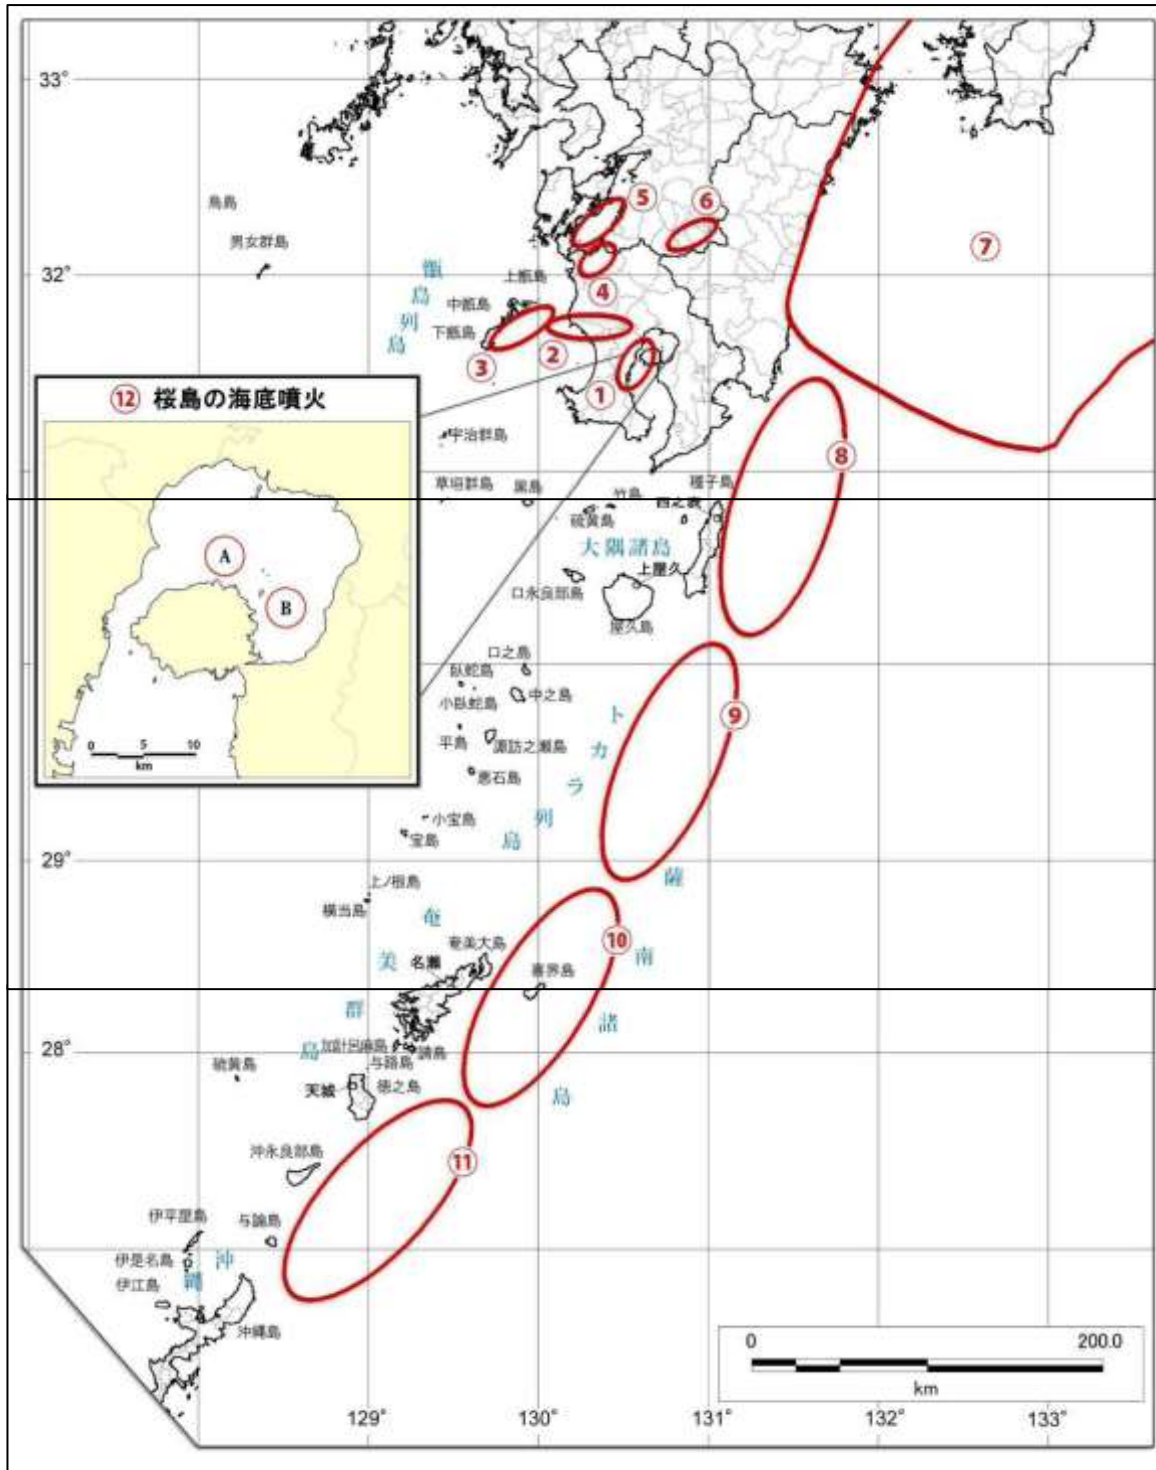 33°
32°
29°
28°
129°
130°
131°
132°
133°
鳥島
男女群島
甑島列島
上甑島
中甑島
下甑島
⑤
⑥
⑦
④
③
②
①
⑫ 桜島の海底噴火
A
B
0 5 10
km
宇治群島
草垣群島
黒島
竹島
硫黄島
種子島
西之表
⑧
大隅諸島
上屋久
口永良部島
屋久島
口之島
臥蛇島
小臥蛇島
中之島
平島
諏訪之瀬島
悪石島
トカラ列島
⑨
小宝島
宝島
上ノ根島
横当島
薩南諸島
奄美群島
奄美大島
名瀬
喜界島
⑩
加計呂麻島
請島
与路島
硫黄島
天城
徳之島
⑪
沖永良部島
与論島
伊平屋島
伊是名島
伊江島
沖縄
沖縄島
0 200.0
km